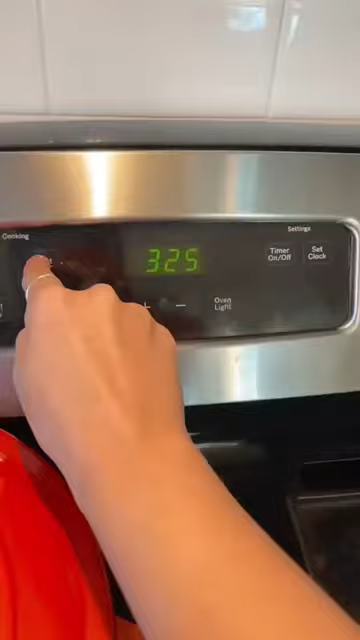 Cooking
Settings
325
Timer
On/Off
Set
Clock
+
−
Oven
Light